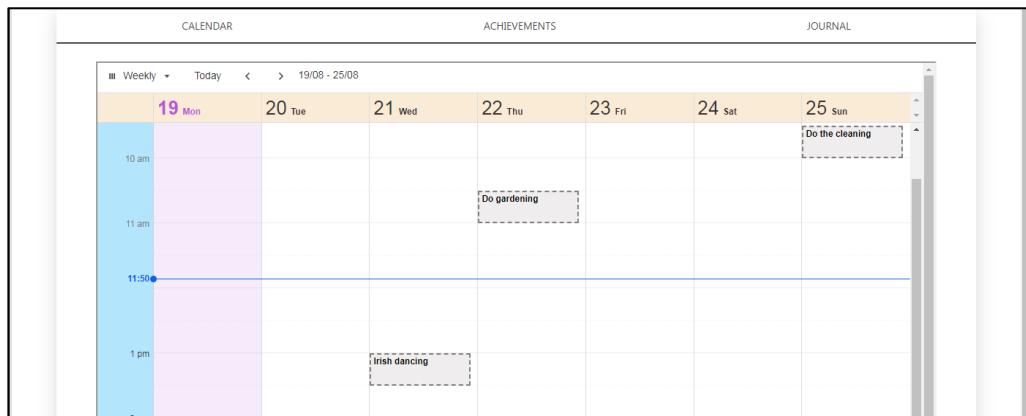 CALENDAR ACHIEVEMENTS JOURNAL
Weekly Today < > 19/08 - 25/08
19 Mon 20 Tue 21 Wed 22 Thu 23 Fri 24 Sat 25 Sun
Do the cleaning
10 am
Do gardening
11 am
11:50
1 pm
Irish dancing